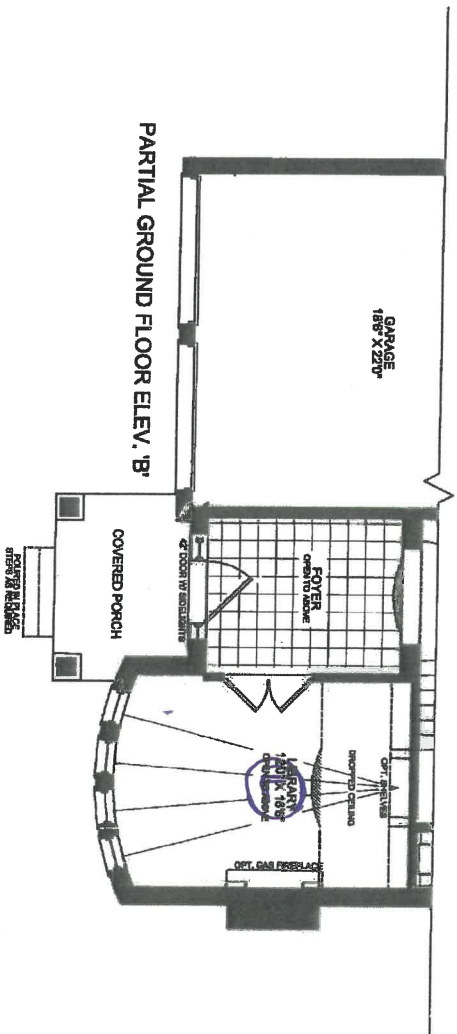 GARAGE
18'6" X 22'0"
FOYER
OPEN TO ABOVE
42" DOOR W/ SIDELIGHTS
COVERED PORCH
POURED IN PLACE
STEPS AS REQUIRED
OPT. SHELVES
DROPPED CEILING
LIBRARY
OPT. GAS FIREPLACE
PARTIAL GROUND FLOOR ELEV. 'B'